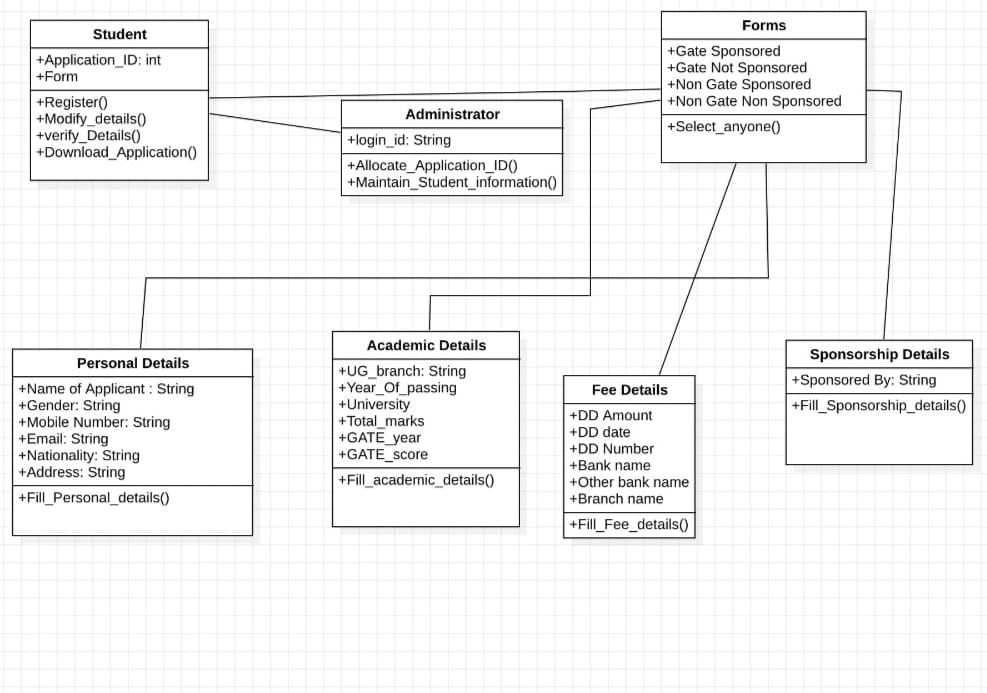 Student
+Application_ID: int
+Form
+Register()
+Modify_details()
+verify_Details()
+Download_Application()
Administrator
+login_id: String
+Allocate_Application_ID()
+Maintain_Student_information()
Forms
+Gate Sponsored
+Gate Not Sponsored
+Non Gate Sponsored
+Non Gate Non Sponsored
+Select_anyone()
Personal Details
+Name of Applicant : String
+Gender: String
+Mobile Number: String
+Email: String
+Nationality: String
+Address: String
+Fill_Personal_details()
Academic Details
+UG_branch: String
+Year_Of_passing
+University
+Total_marks
+GATE_year
+GATE_score
+Fill_academic_details()
Fee Details
+DD Amount
+DD date
+DD Number
+Bank name
+Other bank name
+Branch name
+Fill_Fee_details()
Sponsorship Details
+Sponsored By: String
+Fill_Sponsorship_details()